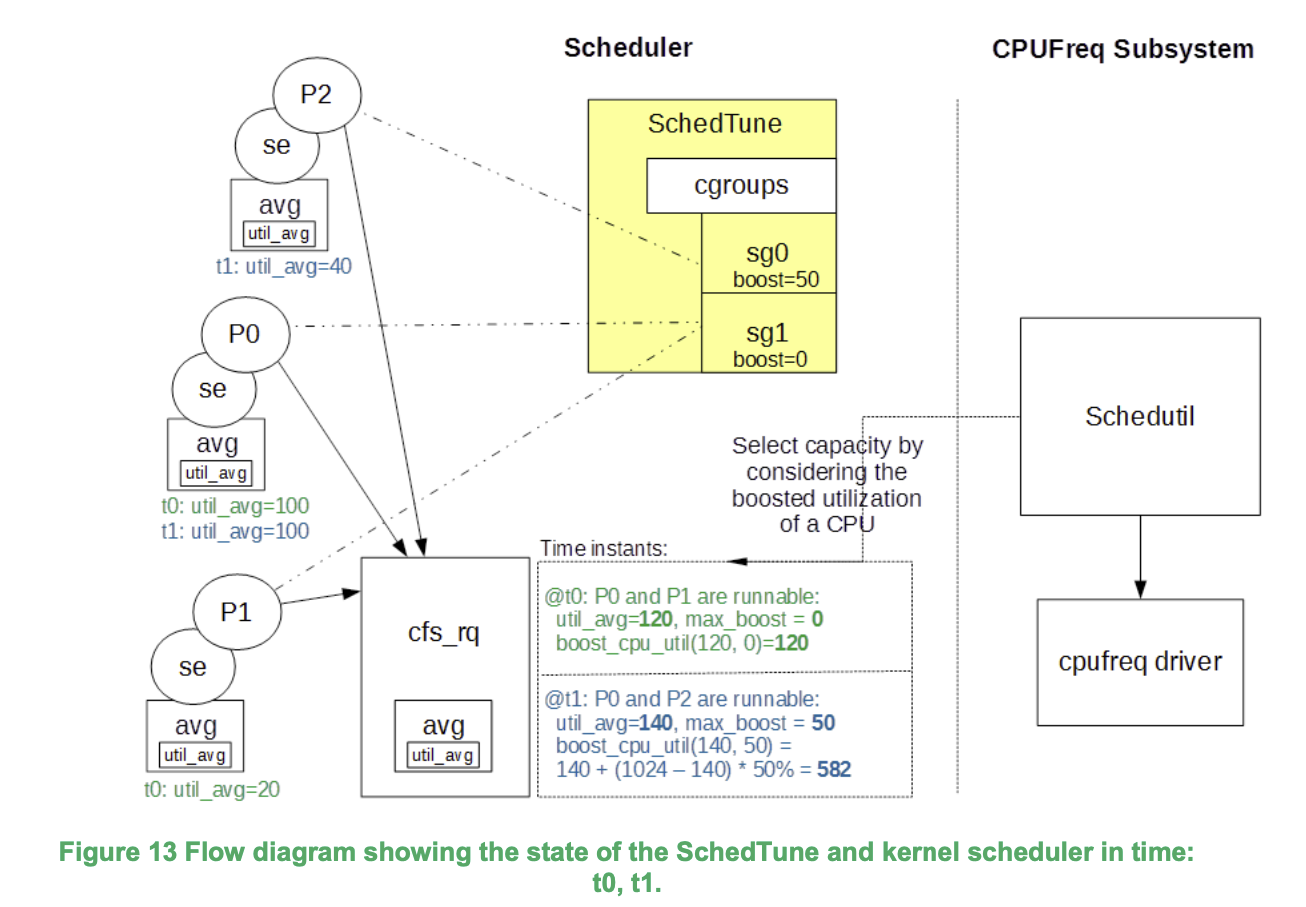 Scheduler
CPUFreq Subsystem
P2
se
avg
util_avg
t1: util_avg=40
SchedTune
cgroups
sg0
boost=50
sg1
boost=0
P0
se
avg
util_avg
t0: util_avg=100
t1: util_avg=100
P1
se
avg
util_avg
t0: util_avg=20
cfs_rq
avg
util_avg
Select capacity by
considering the
boosted utilization
of a CPU
Time instants:
@t0: P0 and P1 are runnable:
util_avg=120, max_boost = 0
boost_cpu_util(120, 0)=120
@t1: P0 and P2 are runnable:
util_avg=140, max_boost = 50
boost_cpu_util(140, 50) =
140 + (1024 – 140) * 50% = 582
Schedutil
cpufreq driver
Figure 13 Flow diagram showing the state of the SchedTune and kernel scheduler in time:
t0, t1.